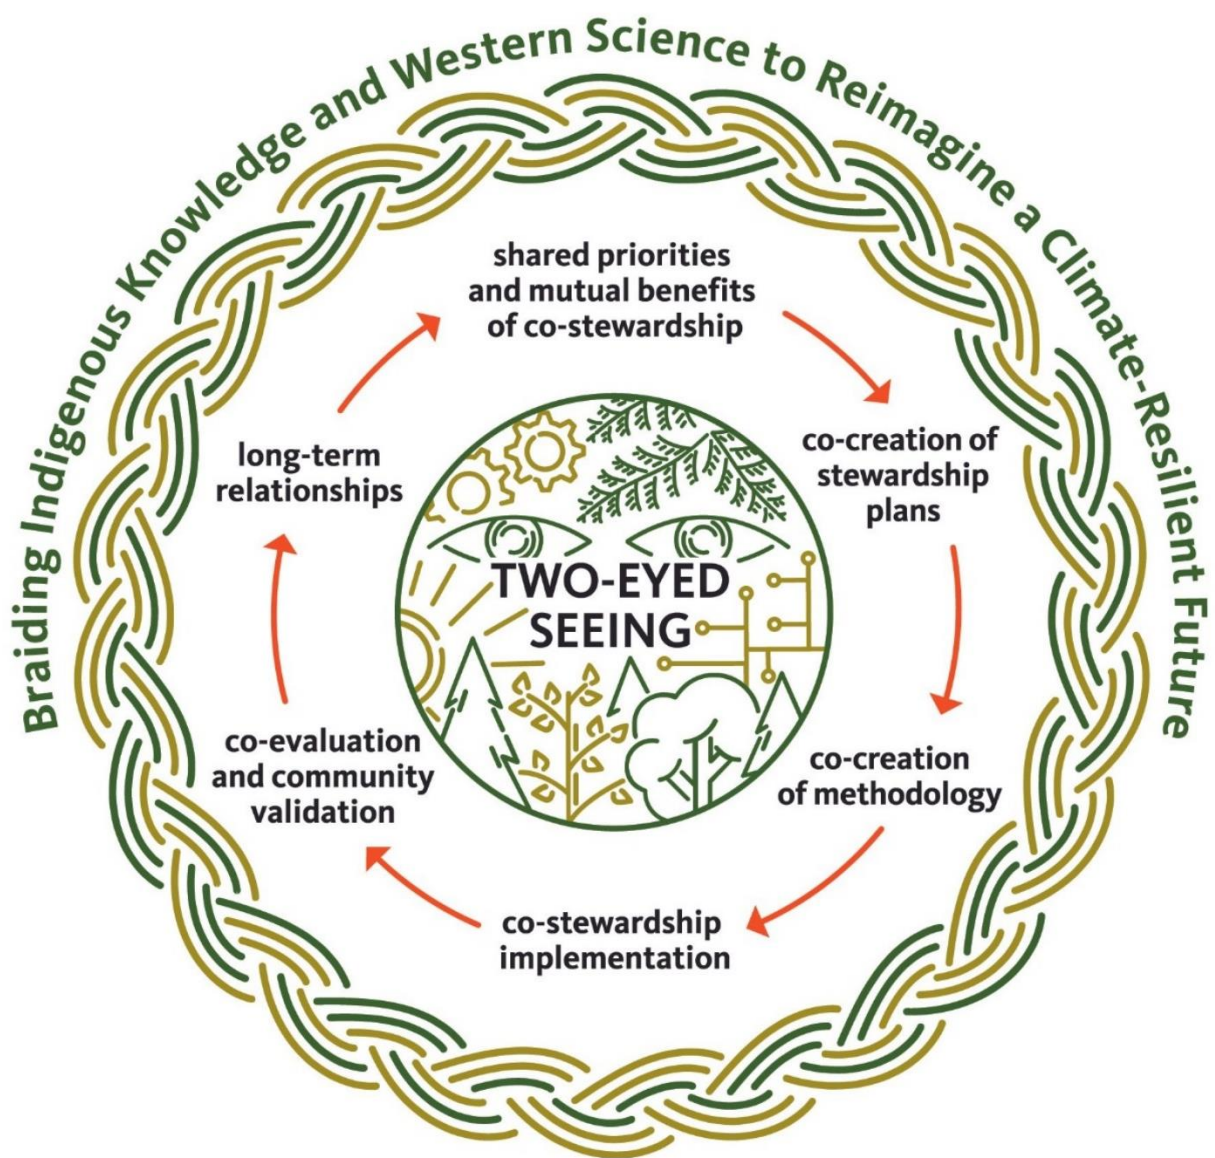 Braiding Indigenous Knowledge and Western Science to Reimagine a Climate-Resilient Future
shared priorities
and mutual benefits
of co-stewardship
co-creation of
stewardship
plans
co-creation
of methodology
co-stewardship
implementation
co-evaluation
and community
validation
long-term
relationships
TWO-EYED
SEEING